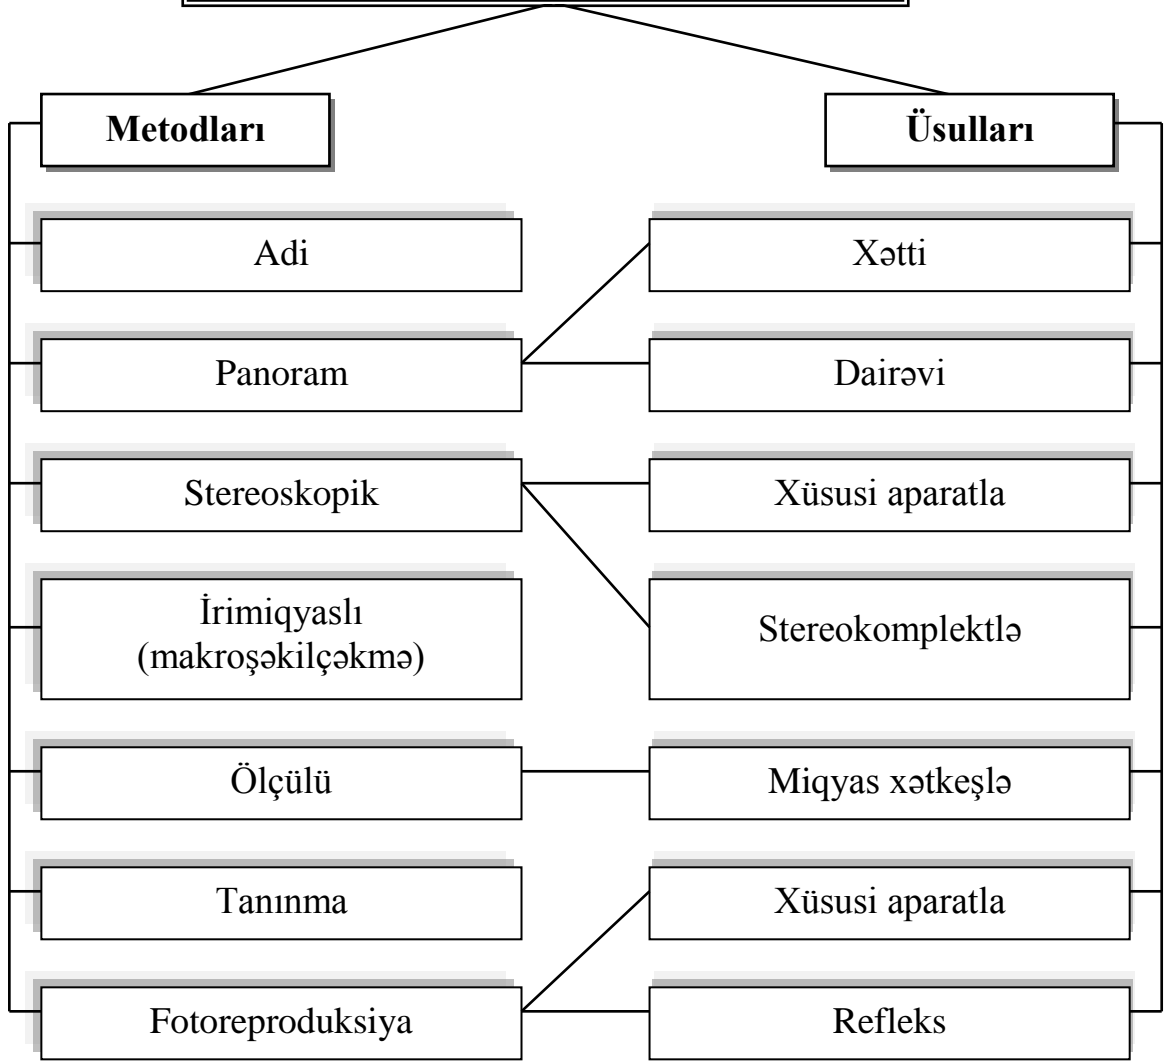 Metodları
Üsulları
Adi
Xətti
Panoram
Dairəvi
Stereoskopik
Xüsusi aparatla
İrimiqyaslı
(makroşəkilçəkmə)
Stereokomplektlə
Ölçülü
Miqyas xətkeşlə
Tanınma
Xüsusi aparatla
Fotoreproduksiya
Refleks